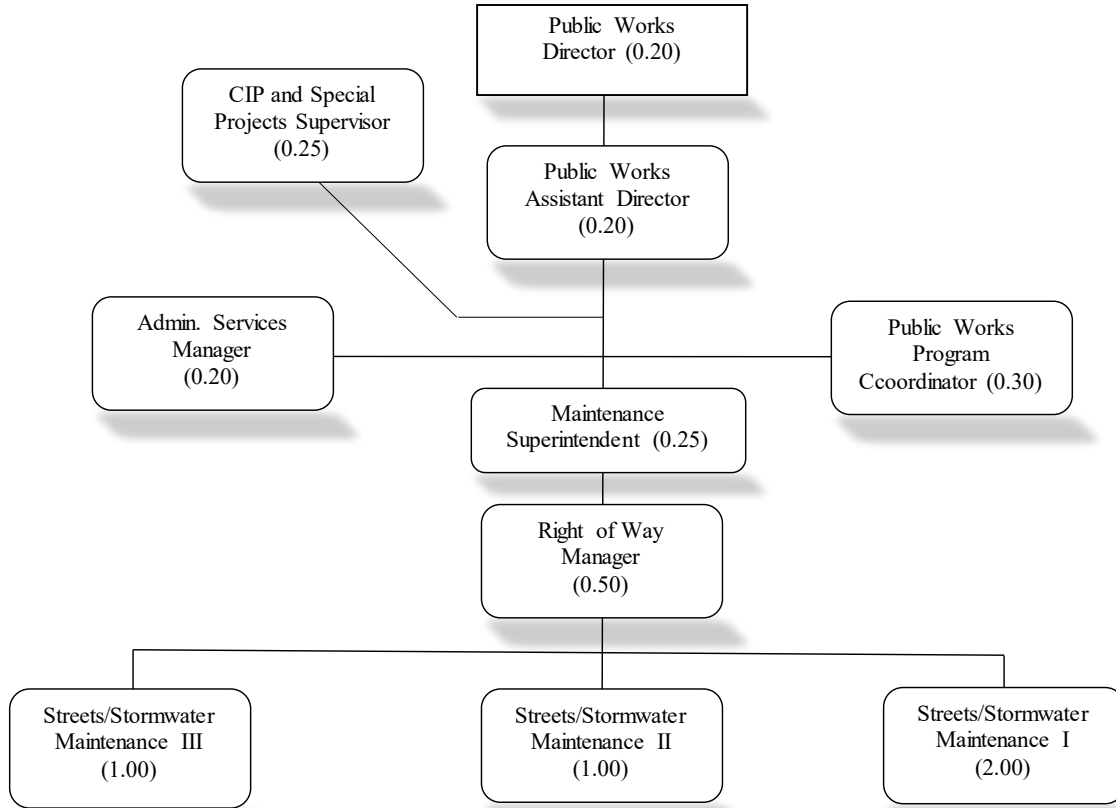 Public Works
Director (0.20)
CIP and Special
Projects Supervisor
(0.25)
Public Works
Assistant Director
(0.20)
Admin. Services
Manager
(0.20)
Public Works
Program
Ccoordinator (0.30)
Maintenance
Superintendent (0.25)
Right of Way
Manager
(0.50)
Streets/Stormwater
Maintenance III
(1.00)
Streets/Stormwater
Maintenance II
(1.00)
Streets/Stormwater
Maintenance I
(2.00)